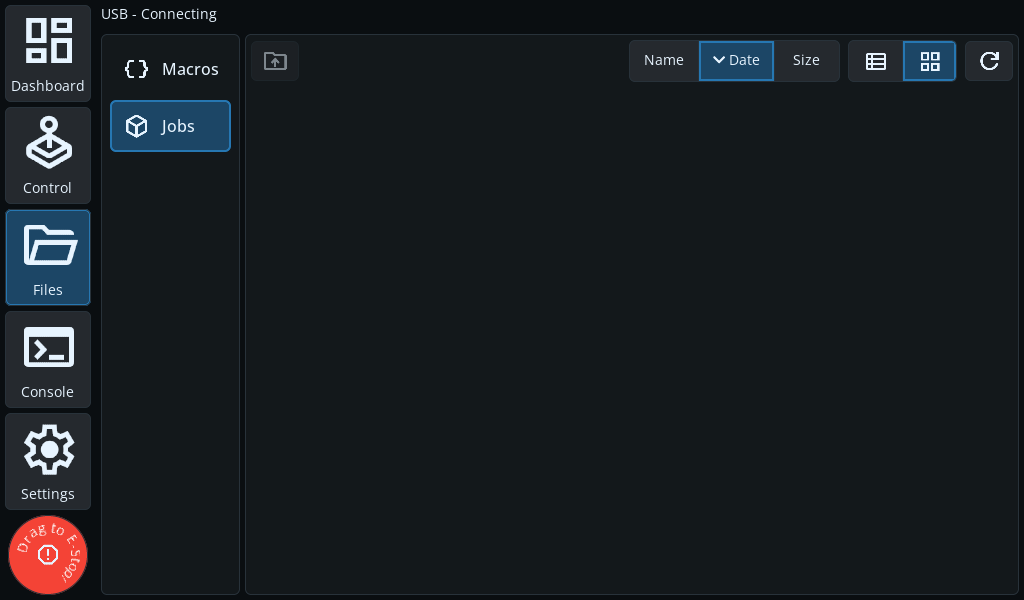 USB - Connecting
Dashboard
Control
Files
Console
Settings
Drag to E-Stop!
Macros
Jobs
Name
Date
Size